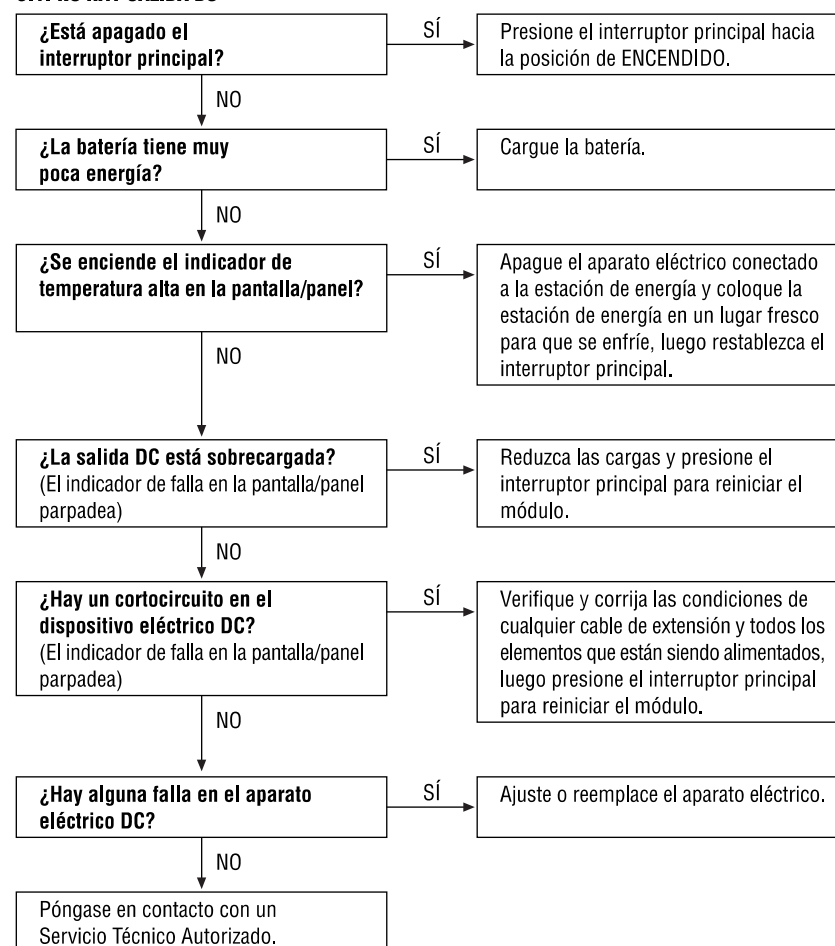 ¿Está apagado el
interruptor principal?
SÍ
Presione el interruptor principal hacia
la posición de ENCENDIDO.
NO
¿La batería tiene muy
poca energía?
SÍ
Cargue la batería.
NO
¿Se enciende el indicador de
temperatura alta en la pantalla/panel?
SÍ
Apague el aparato eléctrico conectado
a la estación de energía y coloque la
estación de energía en un lugar fresco
para que se enfríe, luego restablezca el
interruptor principal.
NO
¿La salida DC está sobrecargada?
(El indicador de falla en la pantalla/panel
parpadea)
SÍ
Reduzca las cargas y presione el
interruptor principal para reiniciar el
módulo.
NO
¿Hay un cortocircuito en el
dispositivo eléctrico DC?
(El indicador de falla en la pantalla/panel
parpadea)
SÍ
Verifique y corrija las condiciones de
cualquier cable de extensión y todos los
elementos que están siendo alimentados,
luego presione el interruptor principal
para reiniciar el módulo.
NO
¿Hay alguna falla en el aparato
eléctrico DC?
SÍ
Ajuste o reemplace el aparato eléctrico.
NO
Póngase en contacto con un
Servicio Técnico Autorizado.